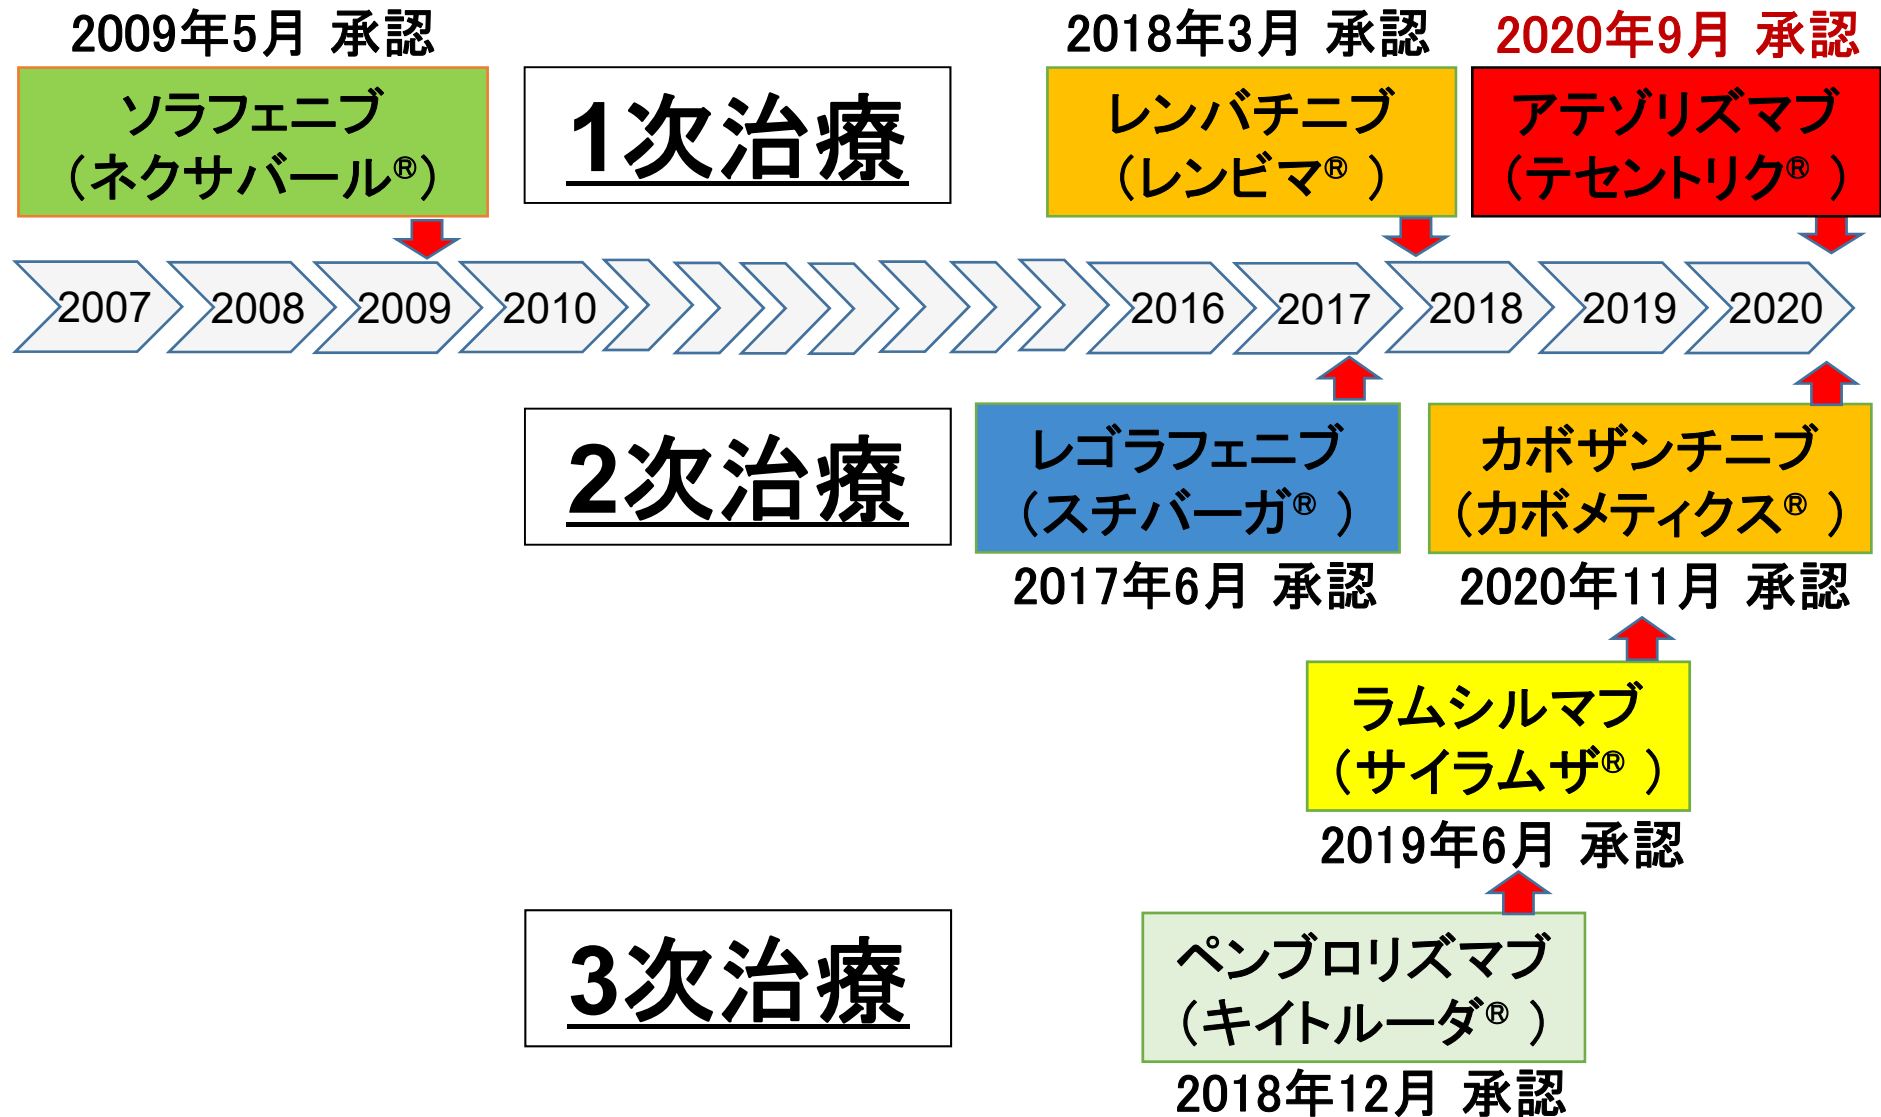 2009年5月 承認
ソラフェニブ
（ネクサバール®）
1次治療
2018年3月 承認
レンバチニブ
（レンビマ® ）
2020年9月 承認
アテゾリズマブ
（テセントリク® ）
2007
2008
2009
2010
2016
2017
2018
2019
2020
2次治療
レゴラフェニブ
（スチバーガ® ）
2017年6月 承認
カボザンチニブ
（カボメティクス® ）
2020年11月 承認
ラムシルマブ
（サイラムザ® ）
2019年6月 承認
3次治療
ペンブロリズマブ
（キイトルーダ® ）
2018年12月 承認